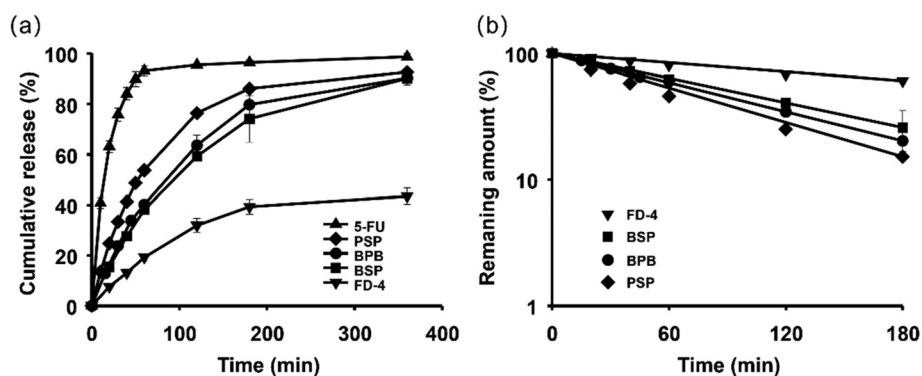 (a)
Cumulative release (%)
100
80
60
40
20
0
0 100 200 300 400
Time (min)
5-FU
PSP
BPB
BSP
FD-4
(b)
Remaning amount (%)
100
10
1
0 60 120 180
Time (min)
FD-4
BSP
BPB
PSP